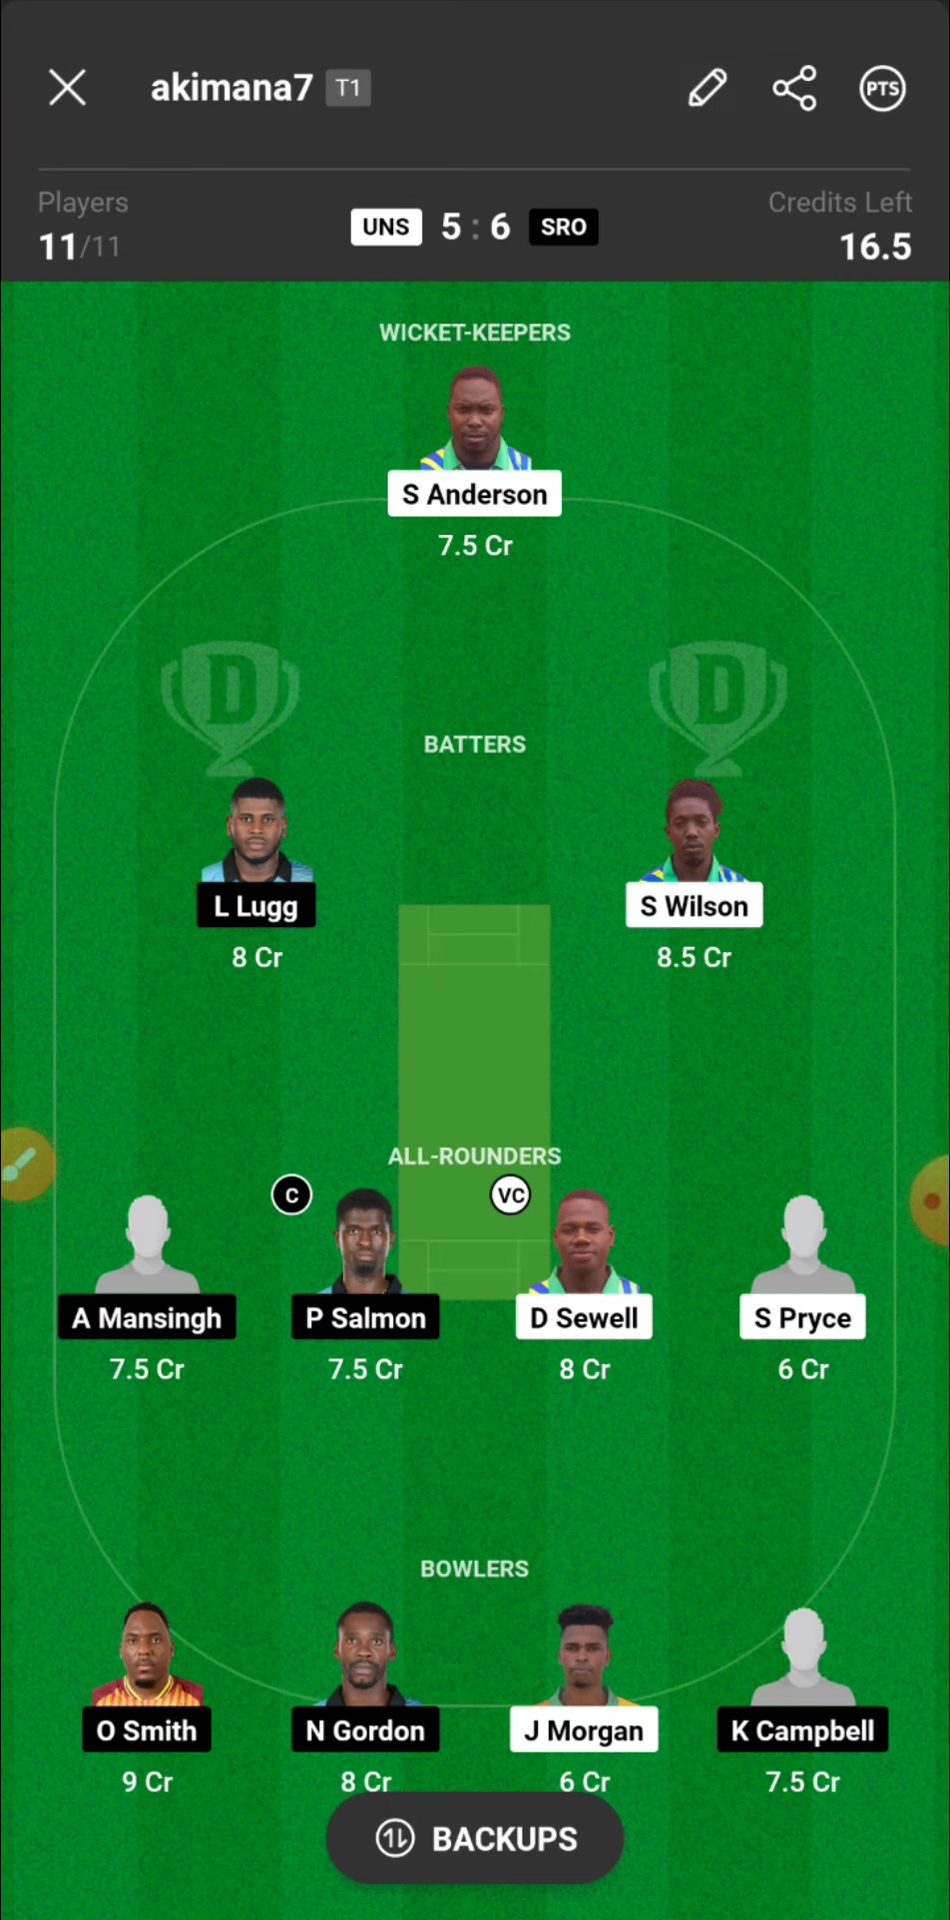 akimana7 T1
PTS
Players
Credits Left
11/11
UNS 5 : 6 SRO
16.5
WICKET-KEEPERS
S Anderson
7.5 Cr
D
D
BATTERS
L Lugg
S Wilson
8 Cr
8.5 Cr
ALL-ROUNDERS
C
VC
A Mansingh
P Salmon
D Sewell
S Pryce
7.5 Cr
7.5 Cr
8 Cr
6 Cr
BOWLERS
O Smith
N Gordon
J Morgan
K Campbell
9 Cr
8 Cr
6 Cr
7.5 Cr
BACKUPS